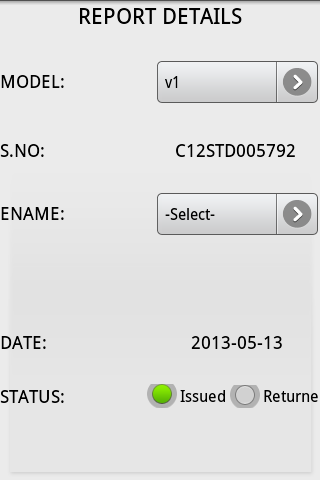 REPORT DETAILS
MODEL: v1
S.NO: C12STD005792
ENAME: -Select-
DATE: 2013-05-13
STATUS: Issued Returne